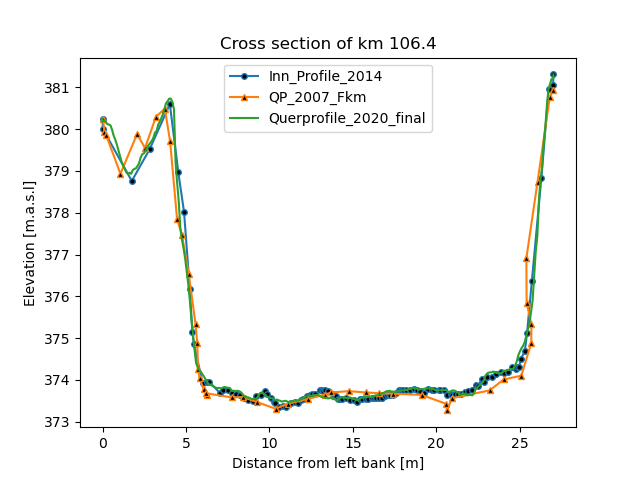 Cross section of km 106.4
Inn_Profile_2014
QP_2007_Fkm
Querprofile_2020_final
Elevation [m.a.s.l]
381
380
379
378
377
376
375
374
373
0 5 10 15 20 25
Distance from left bank [m]